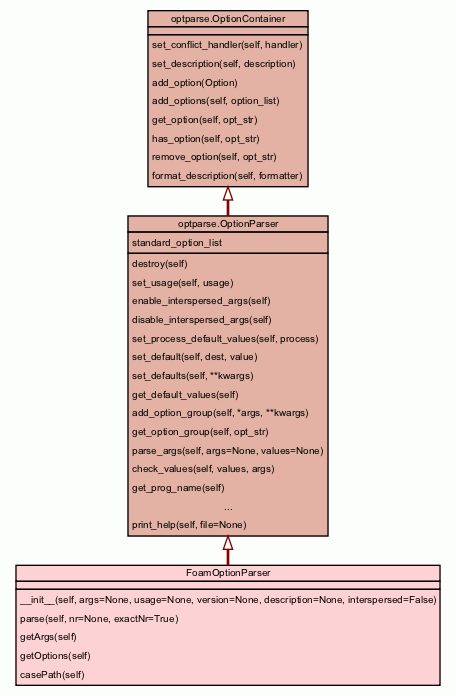 optparse.OptionContainer
set_conflict_handler(self, handler)
set_description(self, description)
add_option(Option)
add_options(self, option_list)
get_option(self, opt_str)
has_option(self, opt_str)
remove_option(self, opt_str)
format_description(self, formatter)
optparse.OptionParser
standard_option_list
destroy(self)
set_usage(self, usage)
enable_interspersed_args(self)
disable_interspersed_args(self)
set_process_default_values(self, process)
set_default(self, dest, value)
set_defaults(self, **kwargs)
get_default_values(self)
add_option_group(self, *args, **kwargs)
get_option_group(self, opt_str)
parse_args(self, args=None, values=None)
check_values(self, values, args)
get_prog_name(self)
...
print_help(self, file=None)
FoamOptionParser
__init__(self, args=None, usage=None, version=None, description=None, interspersed=False)
parse(self, nr=None, exactNr=True)
getArgs(self)
getOptions(self)
casePath(self)